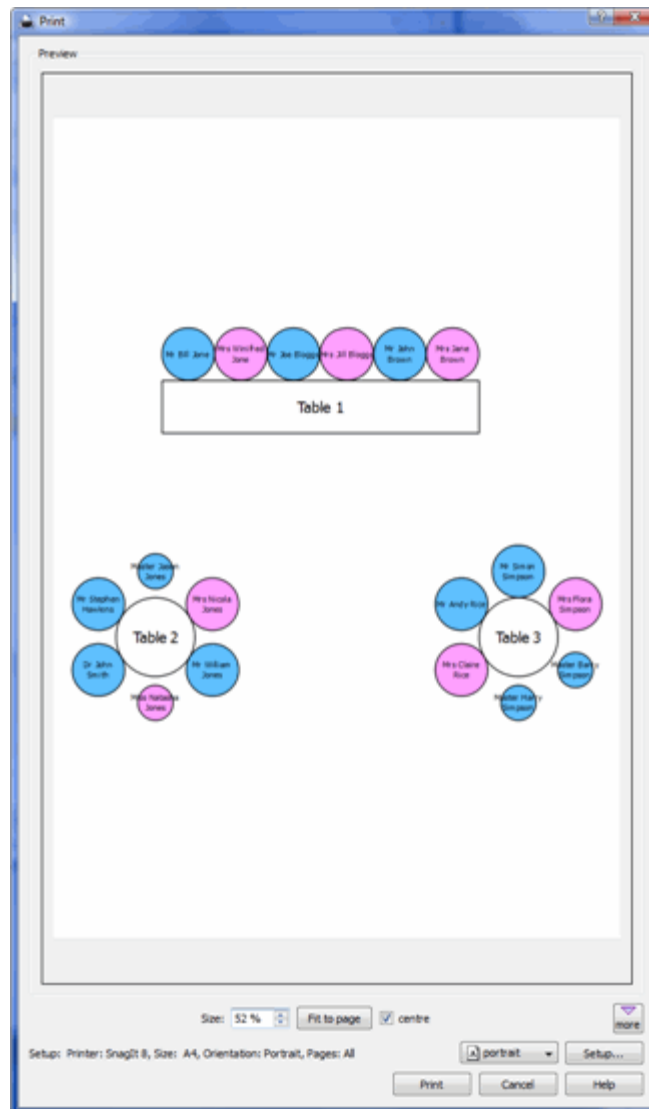 Print
Preview
Mr Bill Jane
Mrs Winifred
Jane
Mr Joe Bloggs
Mrs Jill Bloggs
Mr John
Brown
Mrs Jane
Brown
Table 1
Master Jason
Jones
Mr Stephen
Hawkins
Mrs Nicola
Jones
Table 2
Dr John
Smith
Mr William
Jones
Miss Natasha
Jones
Mr Simon
Simpson
Mr Andy Rice
Mrs Flora
Simpson
Table 3
Mrs Claire
Rice
Master Barry
Simpson
Master Harry
Simpson
Size: 52 % Fit to page centre
more
Setup: Printer: SnagIt 8, Size: A4, Orientation: Portrait, Pages: All
portrait Setup...
Print Cancel Help